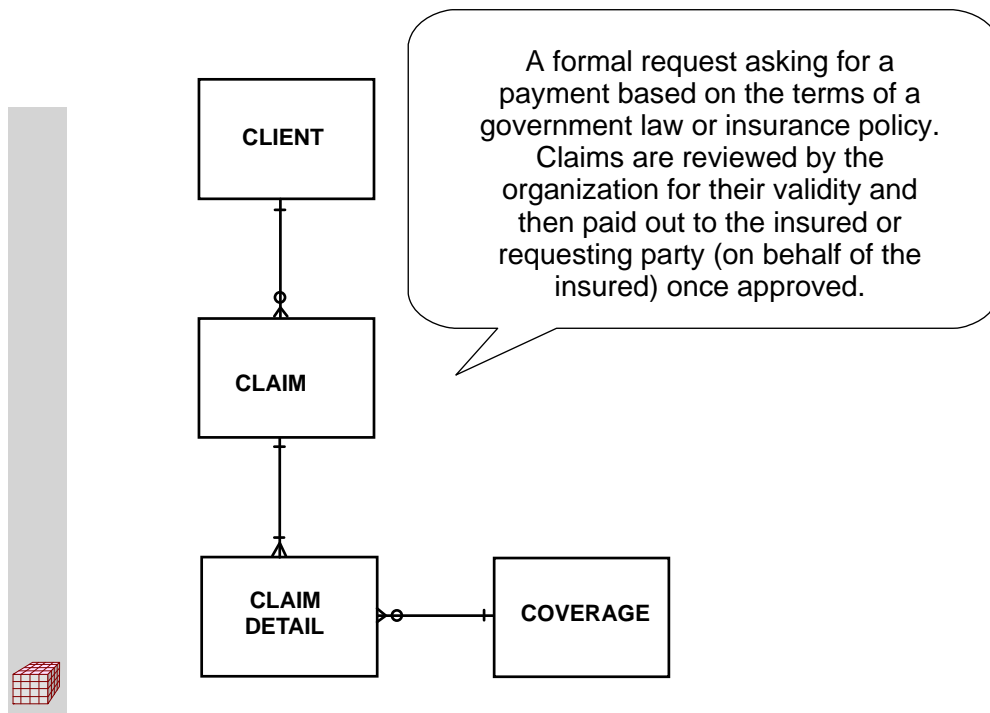 A formal request asking for a
payment based on the terms of a
government law or insurance policy.
Claims are reviewed by the
organization for their validity and
then paid out to the insured or
requesting party (on behalf of the
insured) once approved.
CLIENT
CLAIM
CLAIM
DETAIL
COVERAGE